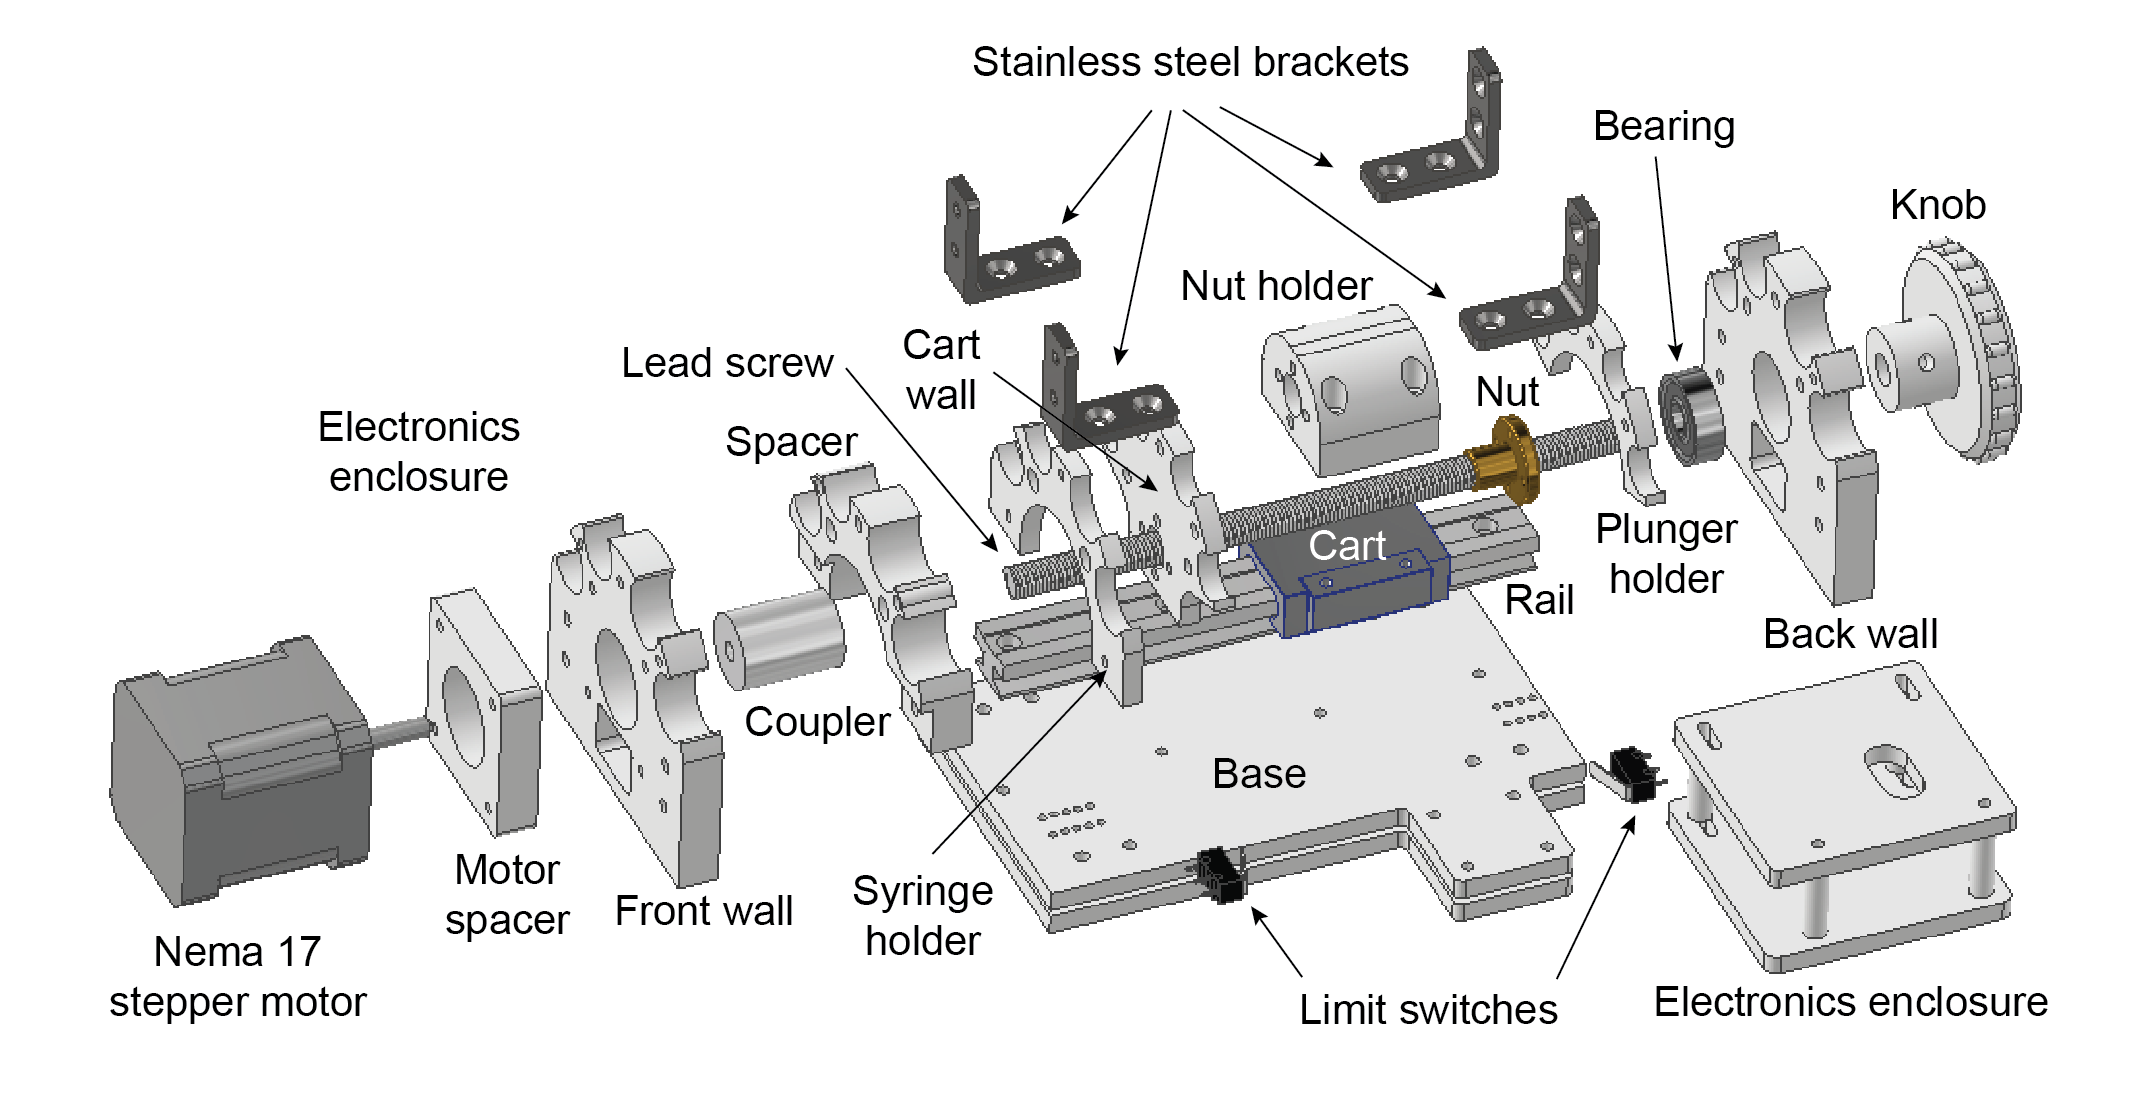 Stainless steel brackets
Bearing
Knob
Nut holder
Lead screw
Cart
wall
Nut
Electronics
enclosure
Spacer
Cart
Plunger
holder
Rail
Back wall
Coupler
Base
Motor
spacer
Front wall
Syringe
holder
Nema 17
stepper motor
Limit switches
Electronics enclosure